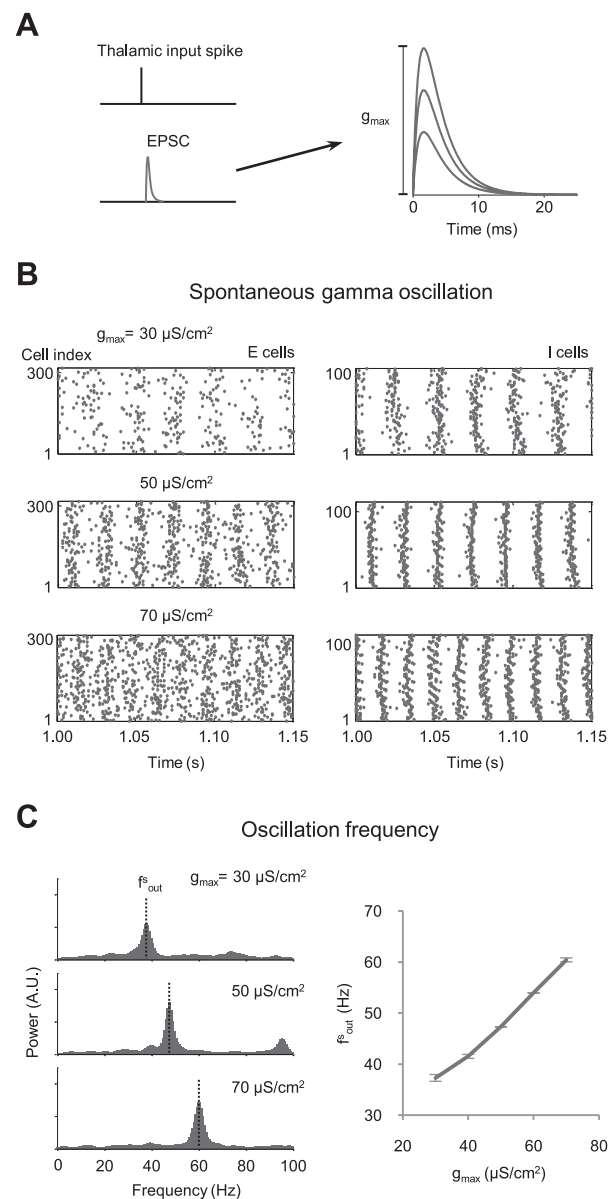 A
Thalamic input spike
EPSC
gmax
0 10 20
Time (ms)
B
Spontaneous gamma oscillation
gmax= 30 µS/cm²
Cell index E cells I cells
300 100
1 1
50 µS/cm²
300 100
1 1
70 µS/cm²
300 100
1 1
1.00 1.05 1.10 1.15 1.00 1.05 1.10 1.15
Time (s) Time (s)
C
Oscillation frequency
fˢout gmax= 30 µS/cm²
50 µS/cm²
70 µS/cm²
Power (A.U.)
0 20 40 60 80 100
Frequency (Hz)
fˢout (Hz)
70
60
50
40
30
20 40 60 80
gmax (µS/cm²)